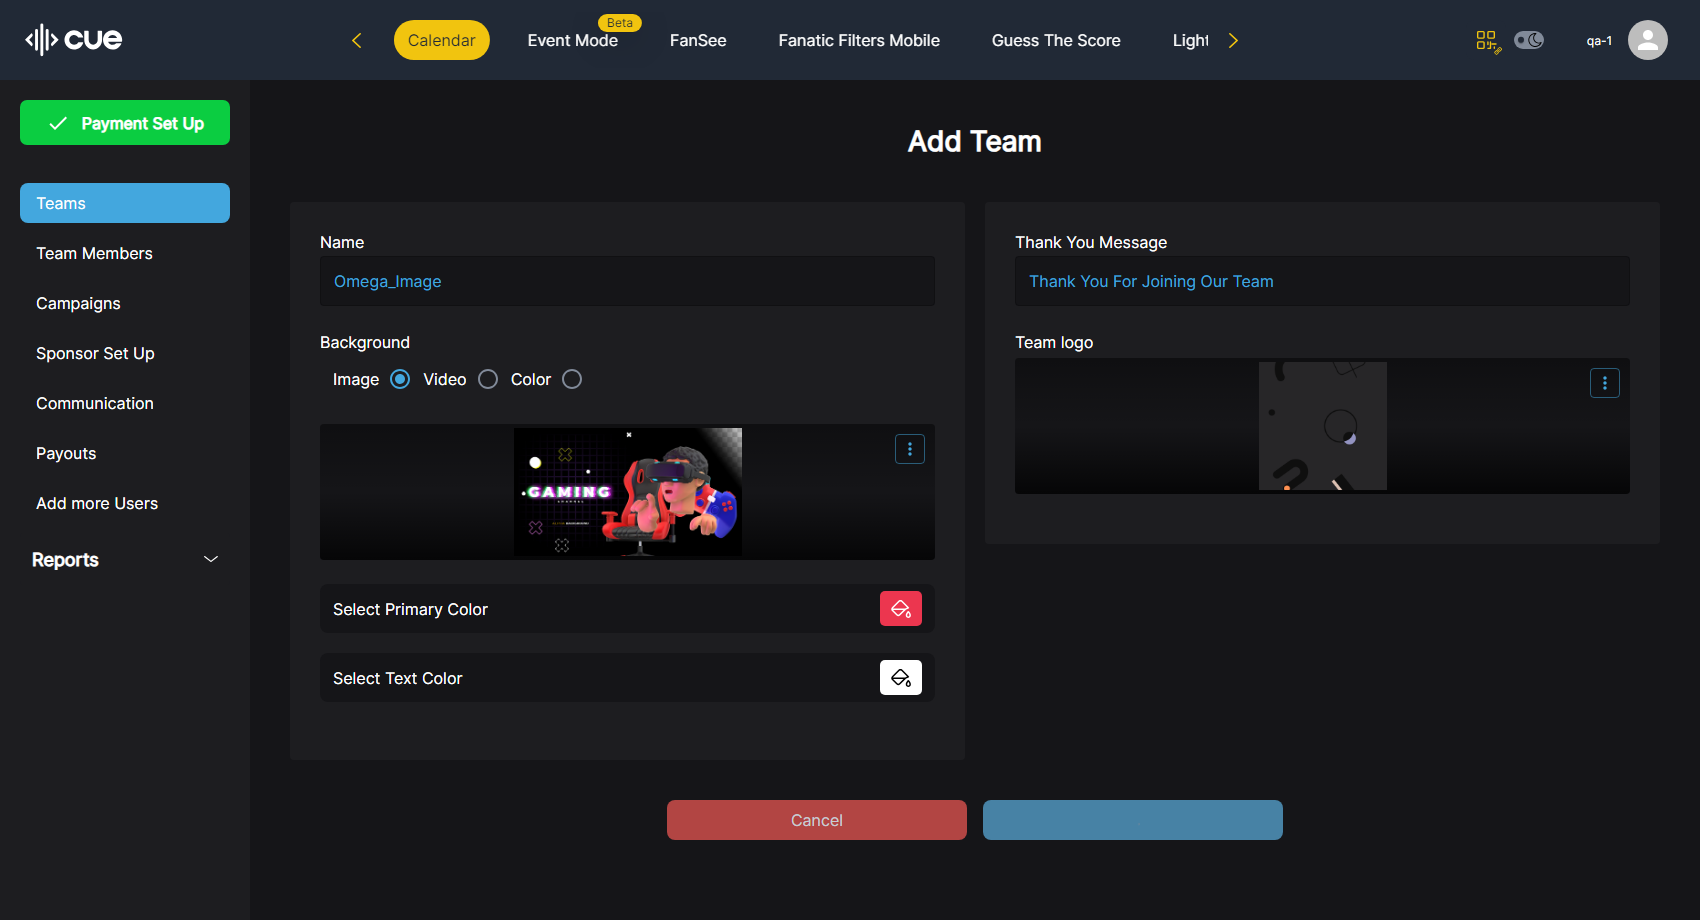 cue
Calendar
Event Mode
Beta
FanSee
Fanatic Filters Mobile
Guess The Score
Light
qa-1
Payment Set Up
Teams
Team Members
Campaigns
Sponsor Set Up
Communication
Payouts
Add more Users
Reports
Add Team
Name
Omega_Image
Background
Image
Video
Color
GAMING
Select Primary Color
Select Text Color
Thank You Message
Thank You For Joining Our Team
Team logo
Cancel